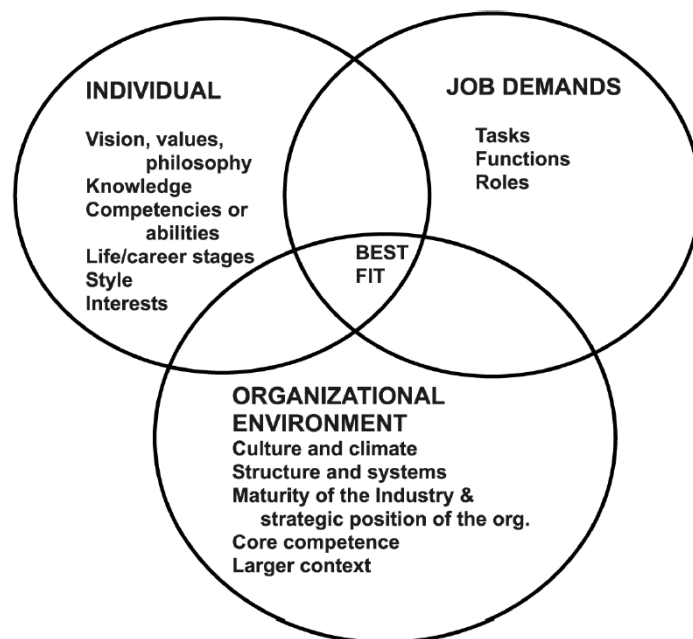 INDIVIDUAL
Vision, values,
philosophy
Knowledge
Competencies or
abilities
Life/career stages
Style
Interests
JOB DEMANDS
Tasks
Functions
Roles
BEST
FIT
ORGANIZATIONAL
ENVIRONMENT
Culture and climate
Structure and systems
Maturity of the Industry &
strategic position of the org.
Core competence
Larger context